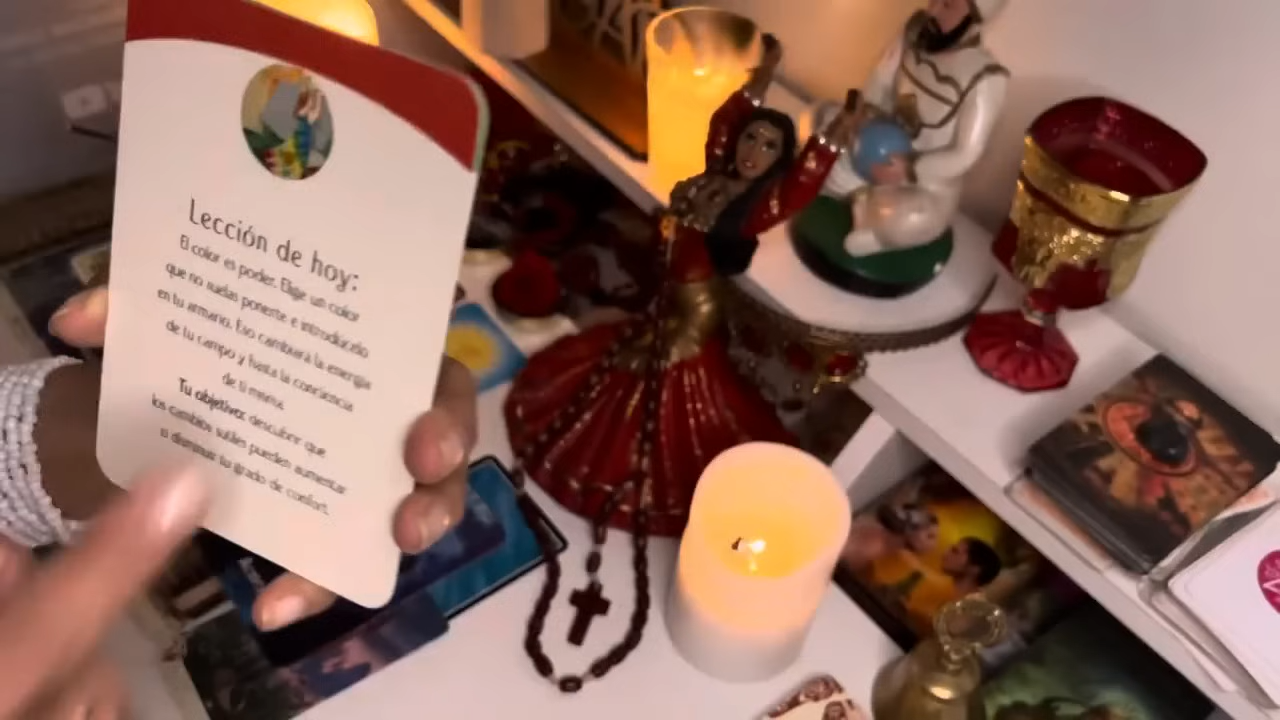 Lección de hoy:
El color es poder. Elige un color
que no suelas ponerte e introdúcelo
en tu armario. Eso cambiará la energía
de tu campo y hasta la conciencia
de ti misma.
Tu objetivo: descubrir que
los cambios sutiles pueden aumentar
o disminuir tu grado de confort.